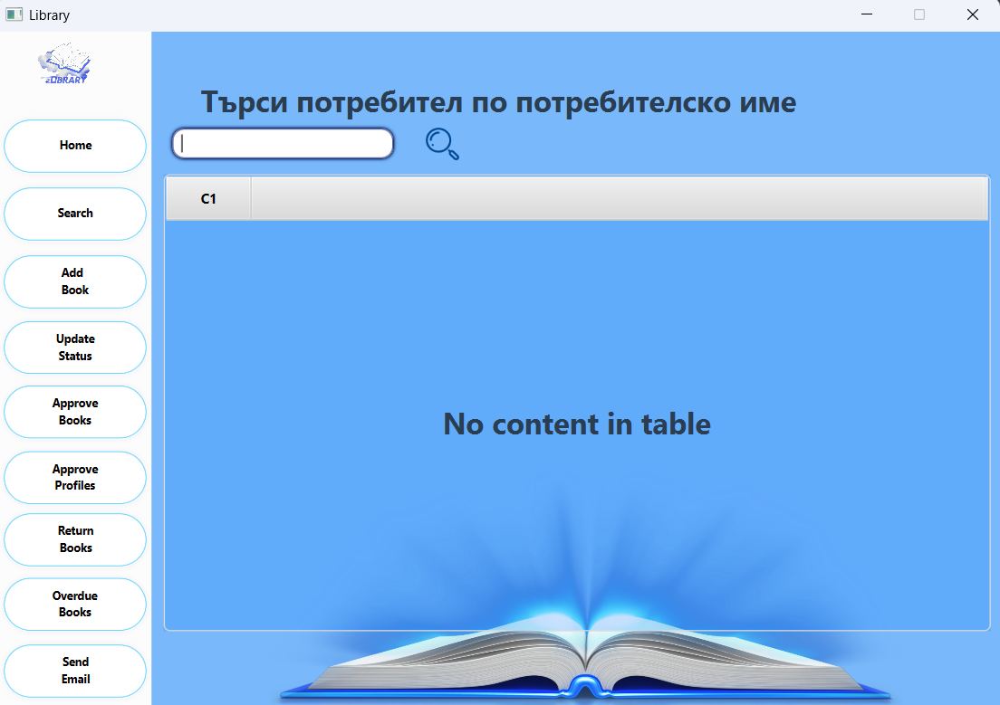 Library
eLIBRARY
Home
Search
Add
Book
Update
Status
Approve
Books
Approve
Profiles
Return
Books
Overdue
Books
Send
Email
Търси потребител по потребителско име
C1
No content in table